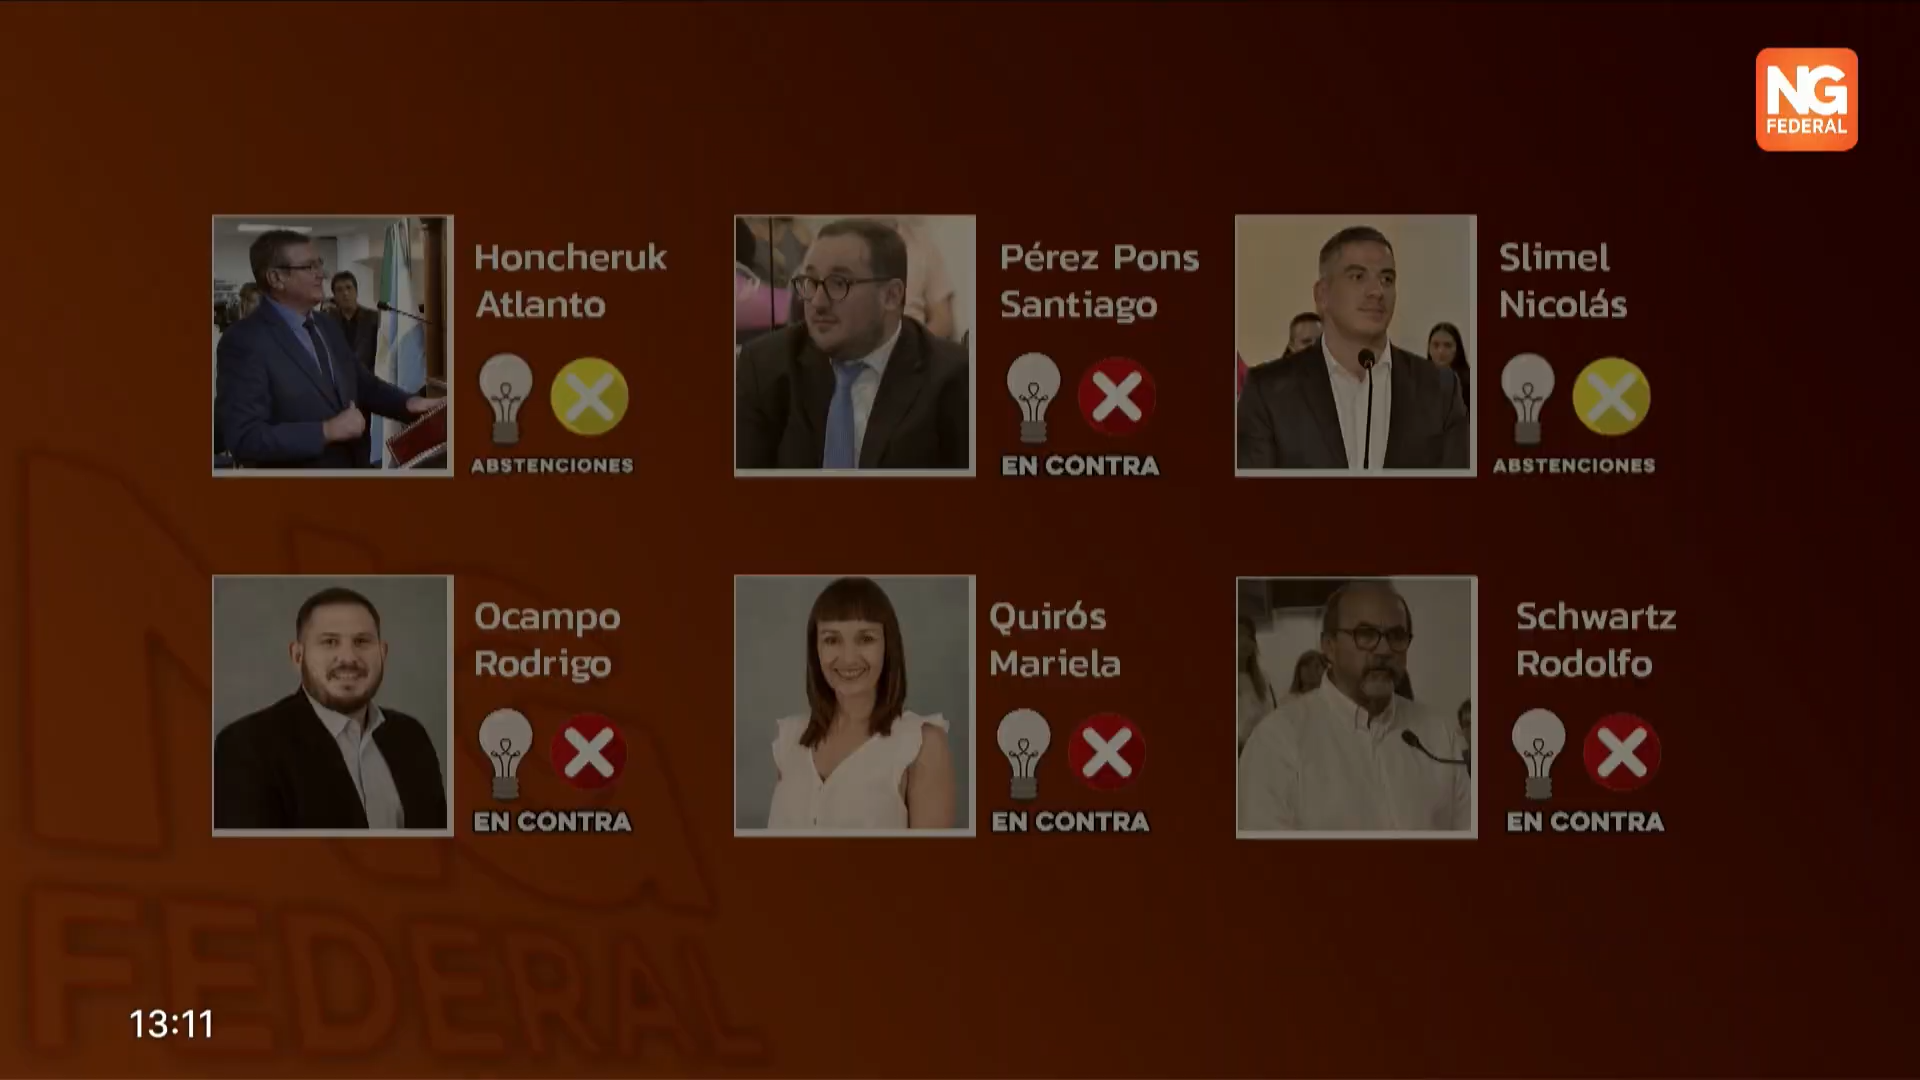 NG
FEDERAL
Honcheruk
Atlanto
ABSTENCIONES
Pérez Pons
Santiago
EN CONTRA
Slimel
Nicolás
ABSTENCIONES
Ocampo
Rodrigo
EN CONTRA
Quirós
Mariela
EN CONTRA
Schwartz
Rodolfo
EN CONTRA
NG
FEDERAL
13:11